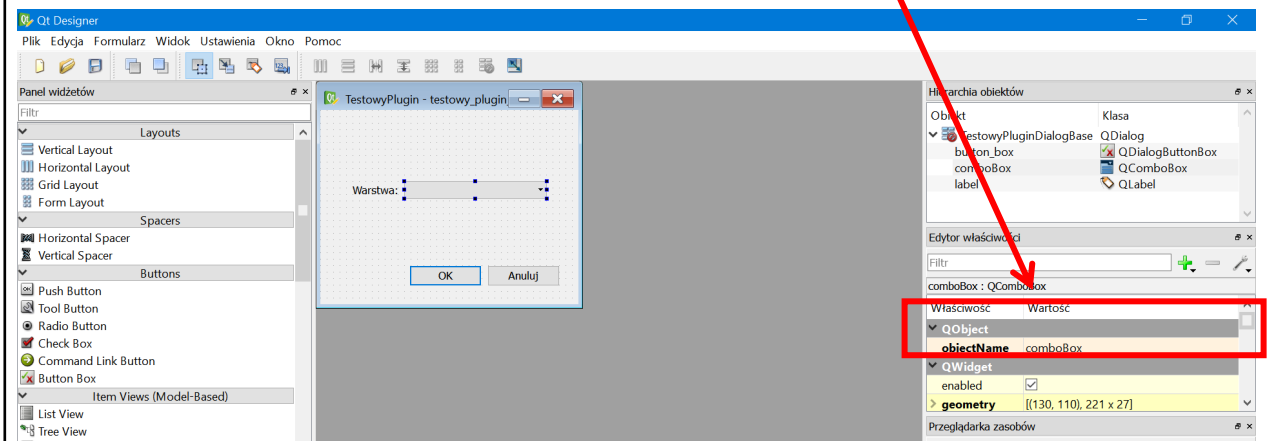 Qt Designer
Plik Edycja Formularz Widok Ustawienia Okno Pomoc
Panel widżetów
Filtr
Layouts
Vertical Layout
Horizontal Layout
Grid Layout
Form Layout
Spacers
Horizontal Spacer
Vertical Spacer
Buttons
Push Button
Tool Button
Radio Button
Check Box
Command Link Button
Button Box
Item Views (Model-Based)
List View
Tree View
TestowyPlugin - testowy_plugin
Warstwa:
OK Anuluj
Hierarchia obiektów
Obiekt Klasa
TestowyPluginDialogBase QDialog
button_box QDialogButtonBox
comboBox QComboBox
label QLabel
Edytor właściwości
Filtr
comboBox : QComboBox
Właściwość Wartość
QObject
objectName comboBox
QWidget
enabled
geometry [(130, 110), 221 x 27]
Przeglądarka zasobów